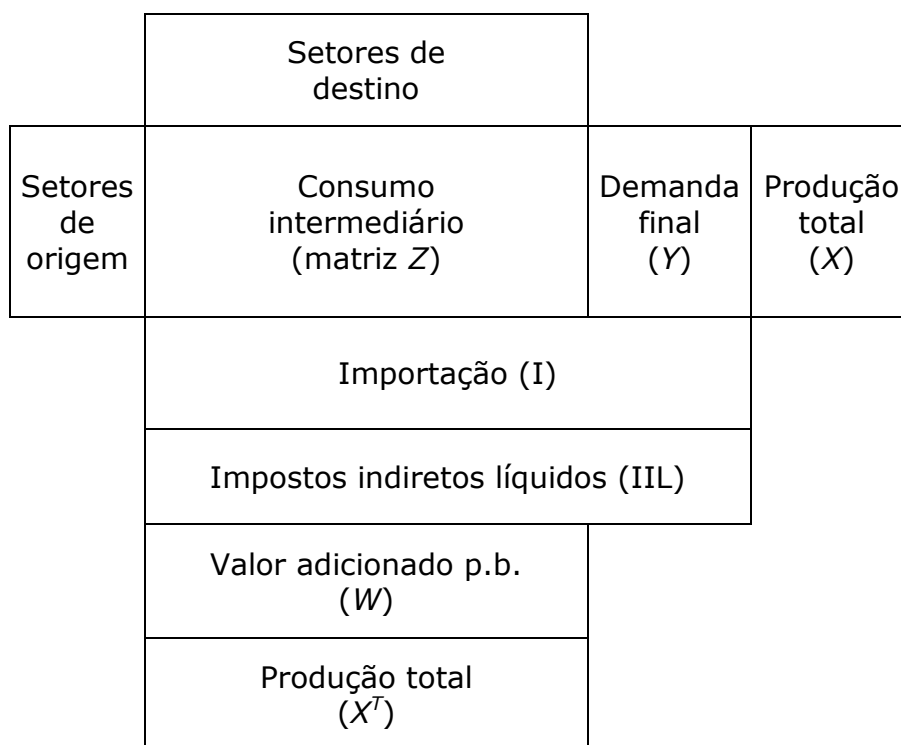 Setores de
destino
Setores
de
origem
Consumo
intermediário
(matriz Z)
Demanda
final
(Y)
Produção
total
(X)
Importação (I)
Impostos indiretos líquidos (IIL)
Valor adicionado p.b.
(W)
Produção total
(Xᵀ)